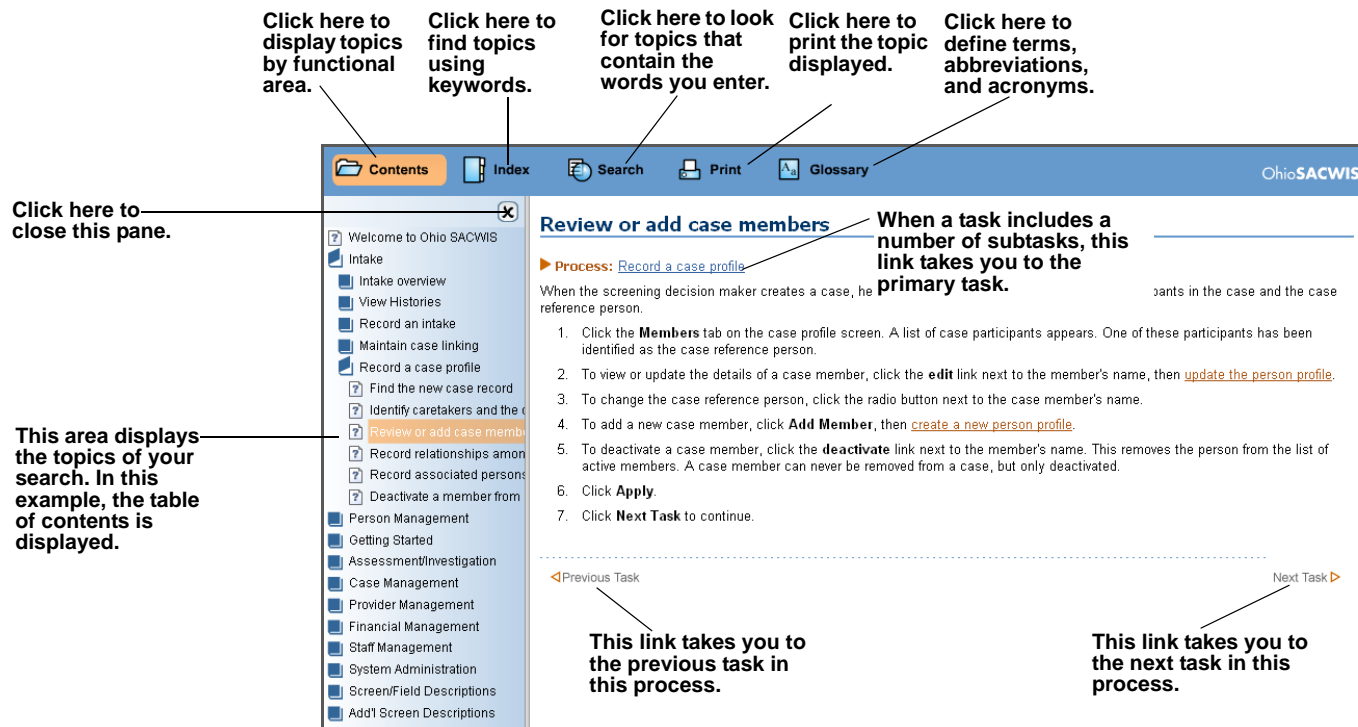 Click here to
display topics
by functional
area.
Click here to
find topics
using
keywords.
Click here to look
for topics that
contain the
words you enter.
Click here to
print the topic
displayed.
Click here to
define terms,
abbreviations,
and acronyms.
Contents
Index
Search
Print
Glossary
OhioSACWIS
Click here to
close this pane.
Welcome to Ohio SACWIS
Intake
Intake overview
View Histories
Record an intake
Maintain case linking
Record a case profile
Find the new case record
Identify caretakers and the
Review or add case memb
Record relationships amon
Record associated persons
Deactivate a member from
Person Management
Getting Started
Assessment/Investigation
Case Management
Provider Management
Financial Management
Staff Management
System Administration
Screen/Field Descriptions
Add'l Screen Descriptions
This area displays
the topics of your
search. In this
example, the table
of contents is
displayed.
Review or add case members
Process: Record a case profile
When a task includes a
number of subtasks, this
link takes you to the
primary task.
When the screening decision maker creates a case, he pants in the case and the case
reference person.
1. Click the Members tab on the case profile screen. A list of case participants appears. One of these participants has been
identified as the case reference person.
2. To view or update the details of a case member, click the edit link next to the member's name, then update the person profile.
3. To change the case reference person, click the radio button next to the case member's name.
4. To add a new case member, click Add Member, then create a new person profile.
5. To deactivate a case member, click the deactivate link next to the member's name. This removes the person from the list of
active members. A case member can never be removed from a case, but only deactivated.
6. Click Apply.
7. Click Next Task to continue.
Previous Task
Next Task
This link takes you to
the previous task in
this process.
This link takes you to
the next task in this
process.